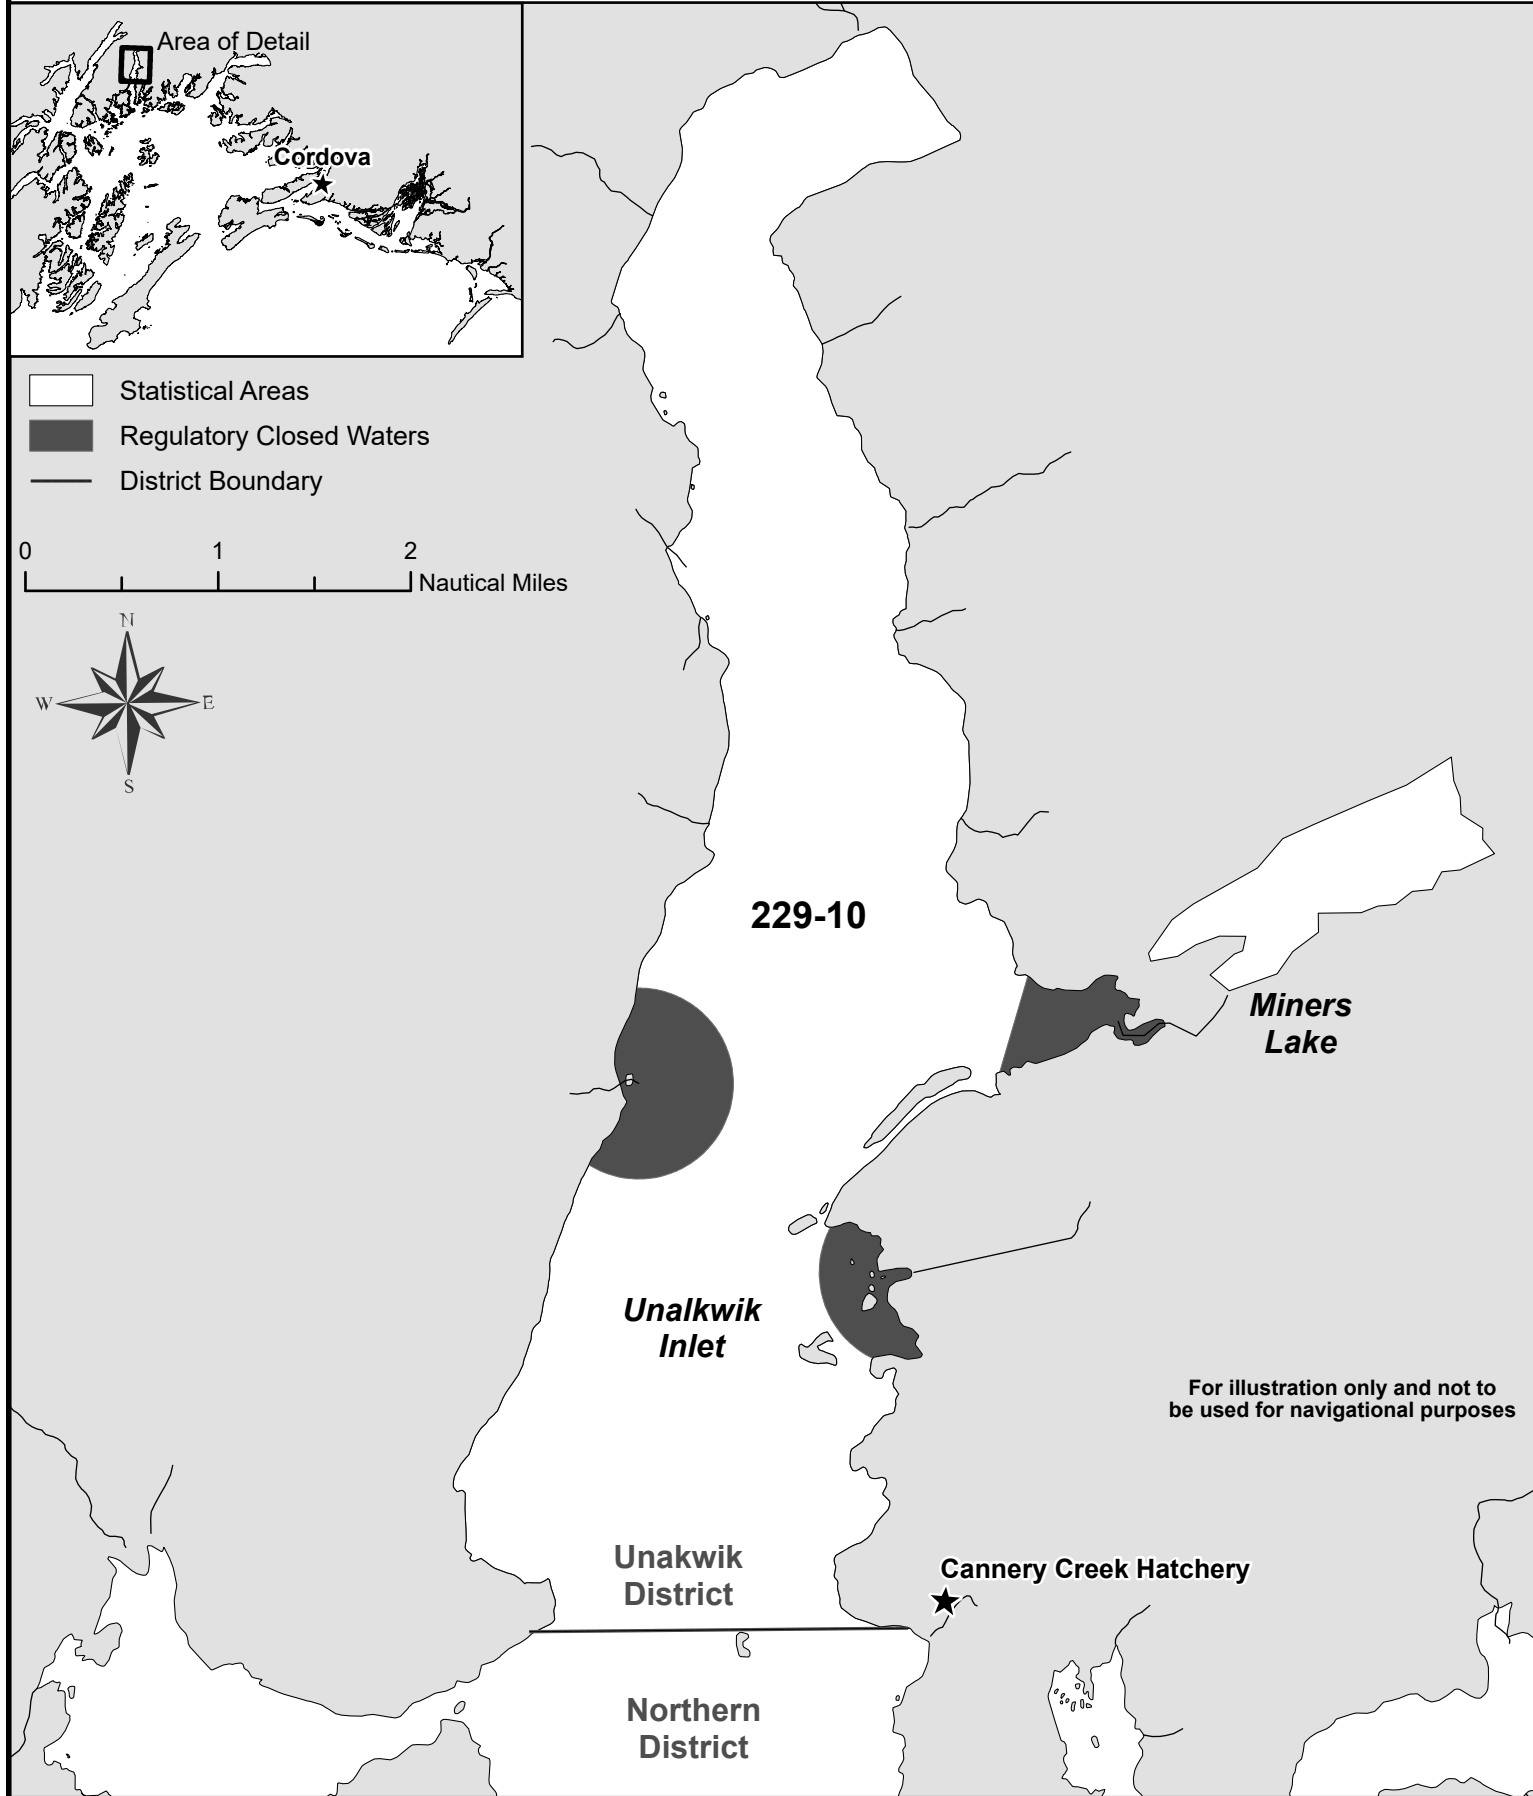 Area of Detail
Cordova
Statistical Areas
Regulatory Closed Waters
District Boundary
0 1 2
Nautical Miles
N
W E
S
229-10
Miners
Lake
Unalkwik
Inlet
For illustration only and not to
be used for navigational purposes
Unakwik
District
Cannery Creek Hatchery
Northern
District